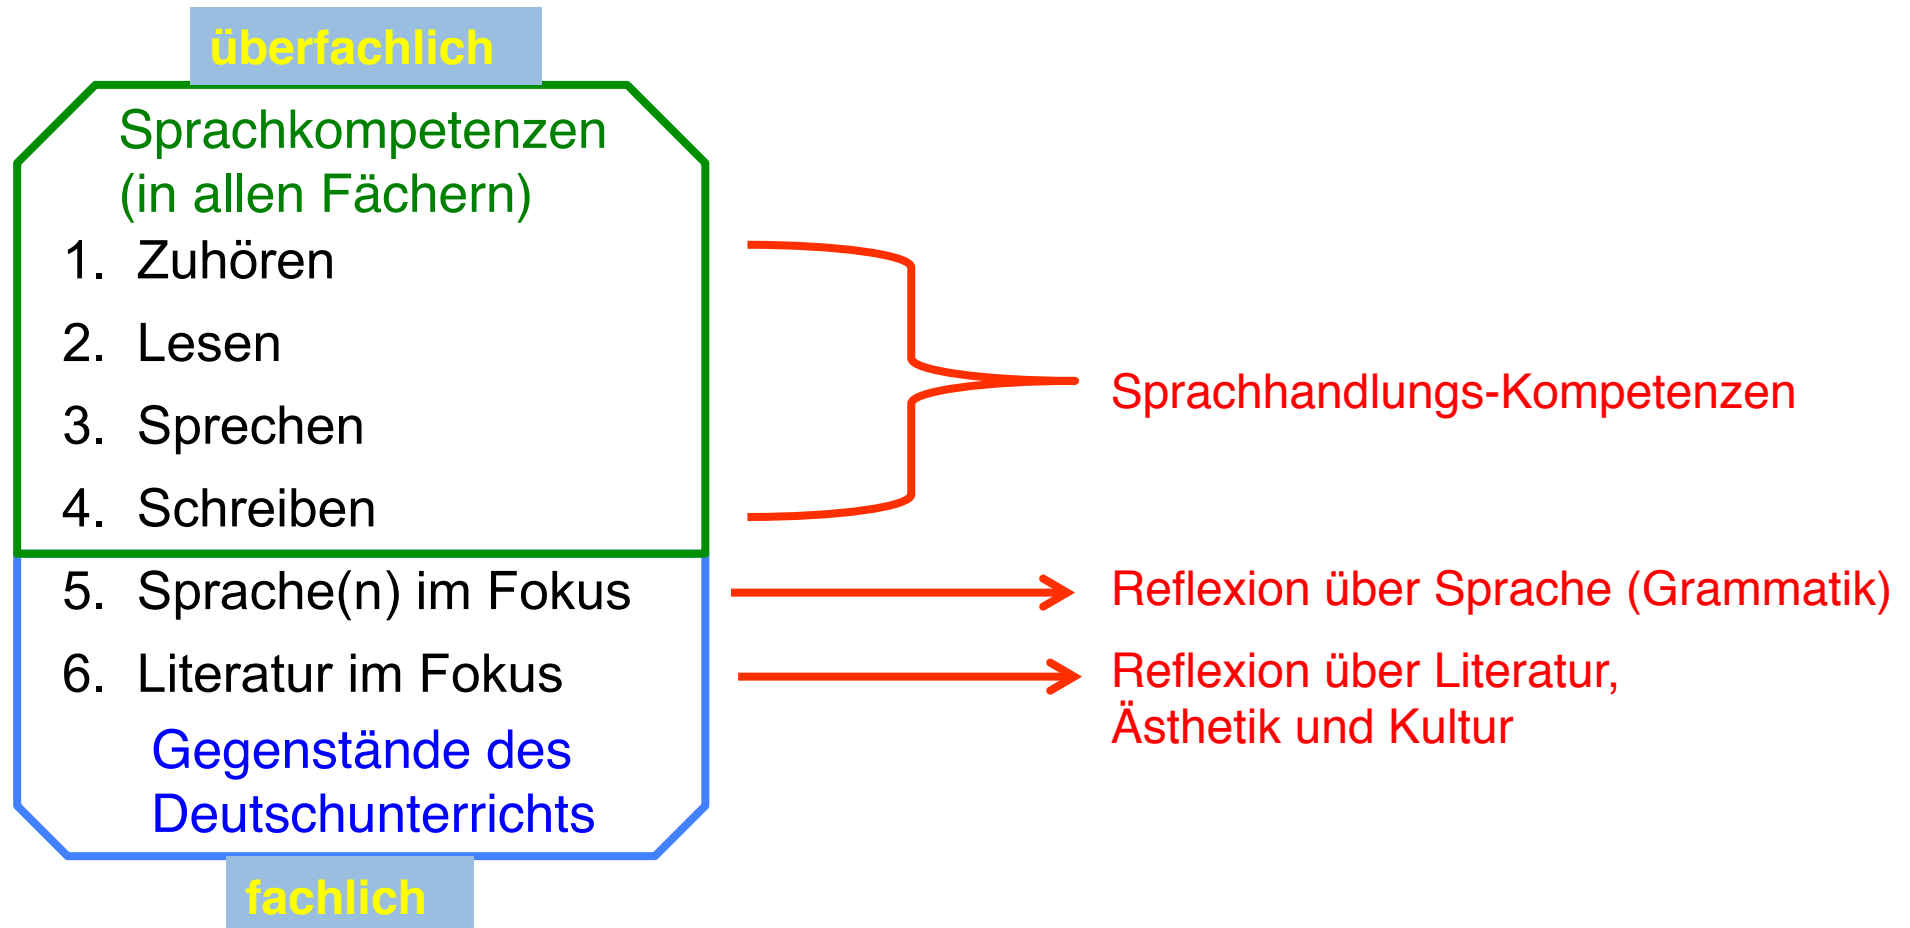 überfachlich
Sprachkompetenzen
(in allen Fächern)
1. Zuhören
2. Lesen
3. Sprechen
4. Schreiben
Sprachhandlungs-Kompetenzen
5. Sprache(n) im Fokus
Reflexion über Sprache (Grammatik)
6. Literatur im Fokus
Reflexion über Literatur,
Ästhetik und Kultur
Gegenstände des
Deutschunterrichts
fachlich